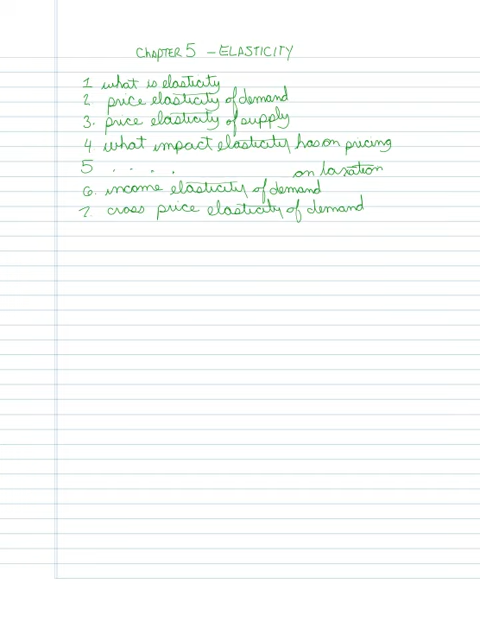 CHAPTER 5 - ELASTICITY
1 what is elasticity
2. price elasticity of demand
3. price elasticity of supply
4 what impact elasticity has on pricing
5 . . . . on taxation
6. income elasticity of demand
7. cross price elasticity of demand